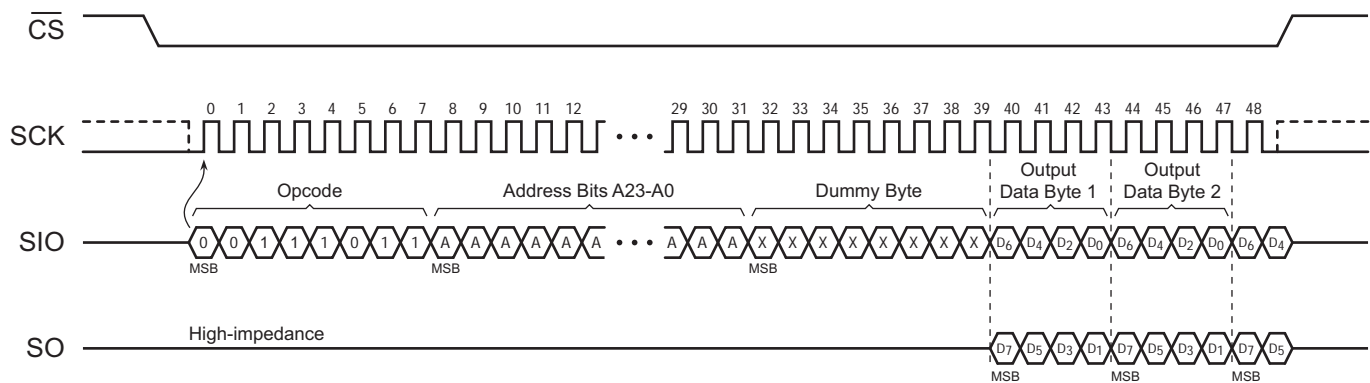 CS
0 1 2 3 4 5 6 7 8 9 10 11 12 29 30 31 32 33 34 35 36 37 38 39 40 41 42 43 44 45 46 47 48
SCK
Opcode Address Bits A23-A0 Dummy Byte Output Data Byte 1 Output Data Byte 2
SIO 0 0 1 1 1 0 1 1 A A A A A A A A A X X X X X X X X D6 D4 D2 D0 D6 D4 D2 D0 D6 D4
MSB MSB MSB
High-impedance
SO D7 D5 D3 D1 D7 D5 D3 D1 D7 D5
MSB MSB MSB